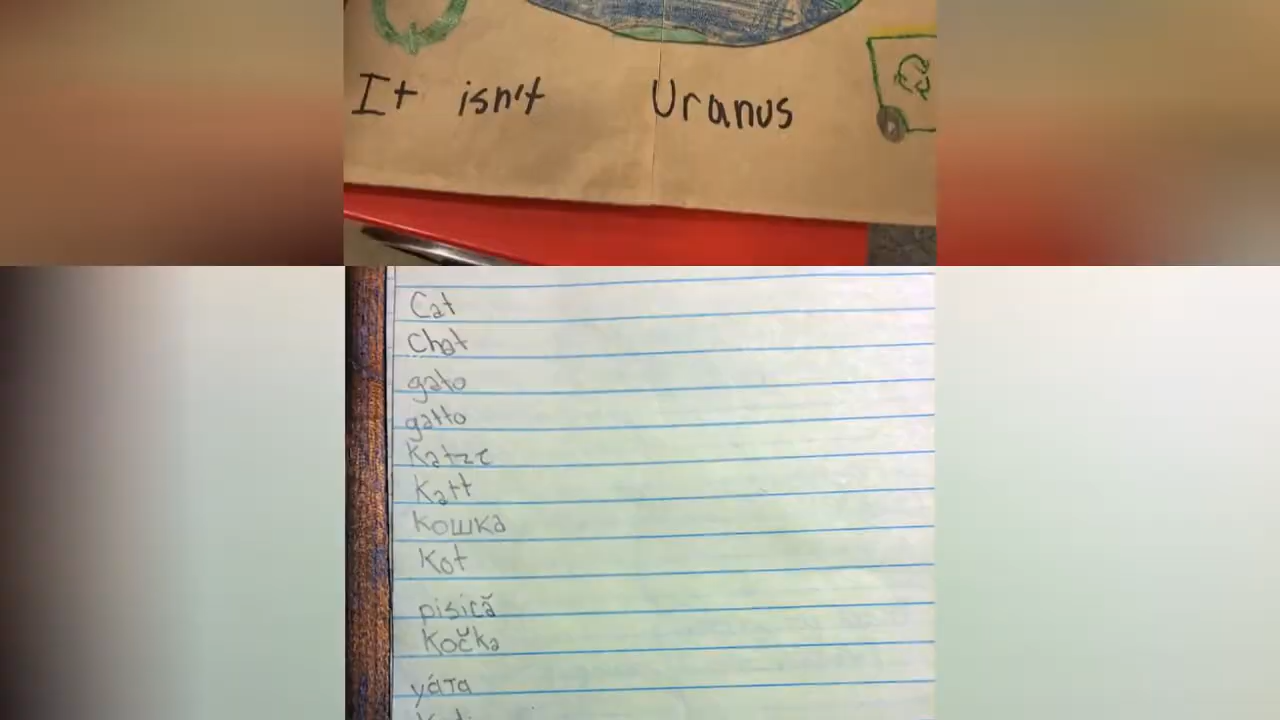 It isn't Uranus
Cat
Chat
gato
gatto
Katze
Katt
кошка
Kot
pisică
Kočka
γάτα